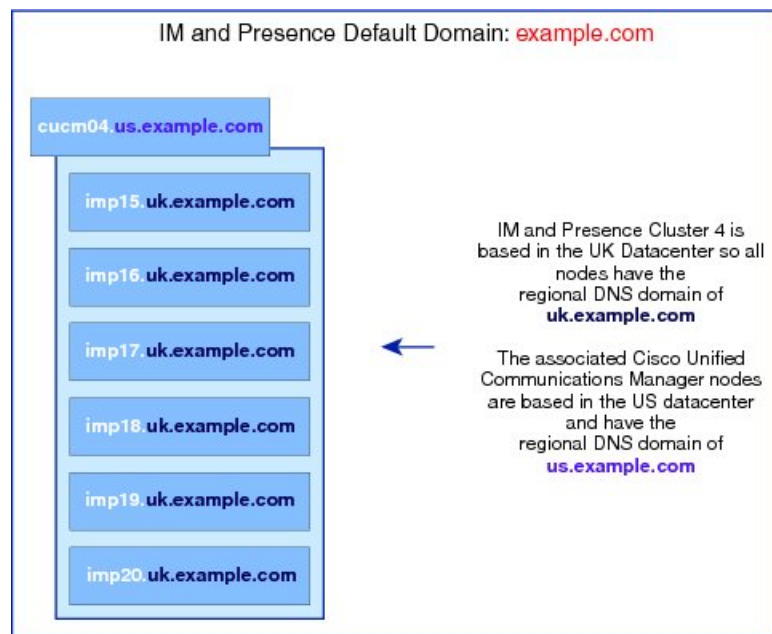 IM and Presence Default Domain: example.com
cucm04.us.example.com
imp15.uk.example.com
imp16.uk.example.com
imp17.uk.example.com
imp18.uk.example.com
imp19.uk.example.com
imp20.uk.example.com
IM and Presence Cluster 4 is
based in the UK Datacenter so all
nodes have the
regional DNS domain of
uk.example.com
The associated Cisco Unified
Communications Manager nodes
are based in the US datacenter
and have the
regional DNS domain of
us.example.com